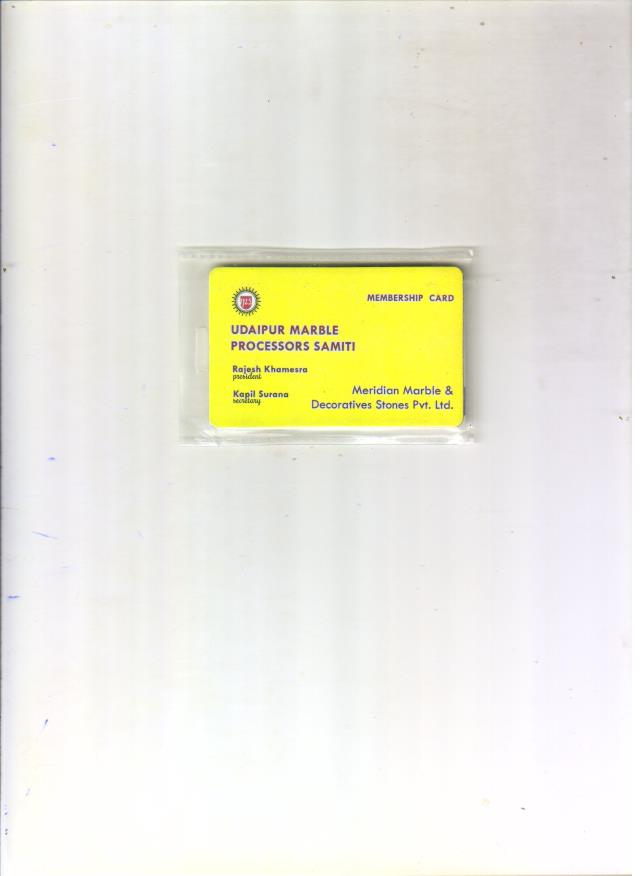 MEMBERSHIP CARD
UDAIPUR MARBLE
PROCESSORS SAMITI
Rajesh Khamesra
president
Kapil Surana
secretary
Meridian Marble &
Decoratives Stones Pvt. Ltd.